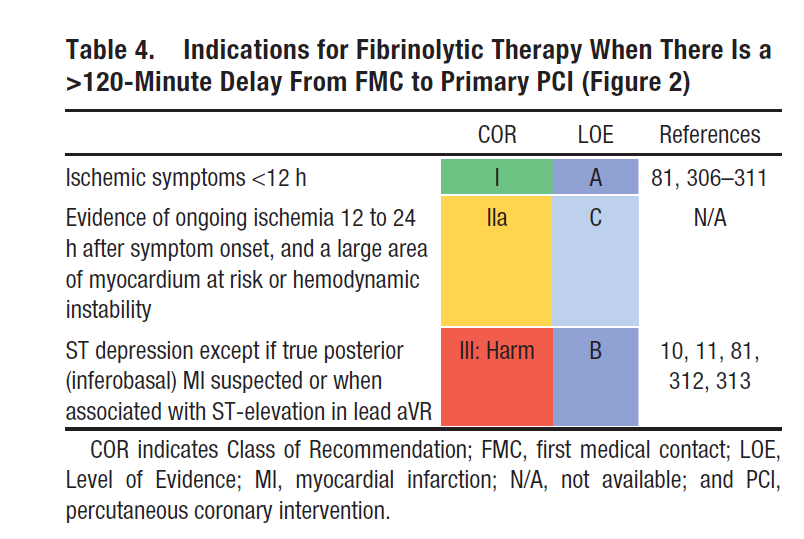 Table 4. Indications for Fibrinolytic Therapy When There Is a
>120-Minute Delay From FMC to Primary PCI (Figure 2)
COR LOE References
Ischemic symptoms <12 h I A 81, 306–311
Evidence of ongoing ischemia 12 to 24 IIa C N/A
h after symptom onset, and a large area
of myocardium at risk or hemodynamic
instability
ST depression except if true posterior III: Harm B 10, 11, 81,
(inferobasal) MI suspected or when 312, 313
associated with ST-elevation in lead aVR
COR indicates Class of Recommendation; FMC, first medical contact; LOE,
Level of Evidence; MI, myocardial infarction; N/A, not available; and PCI,
percutaneous coronary intervention.